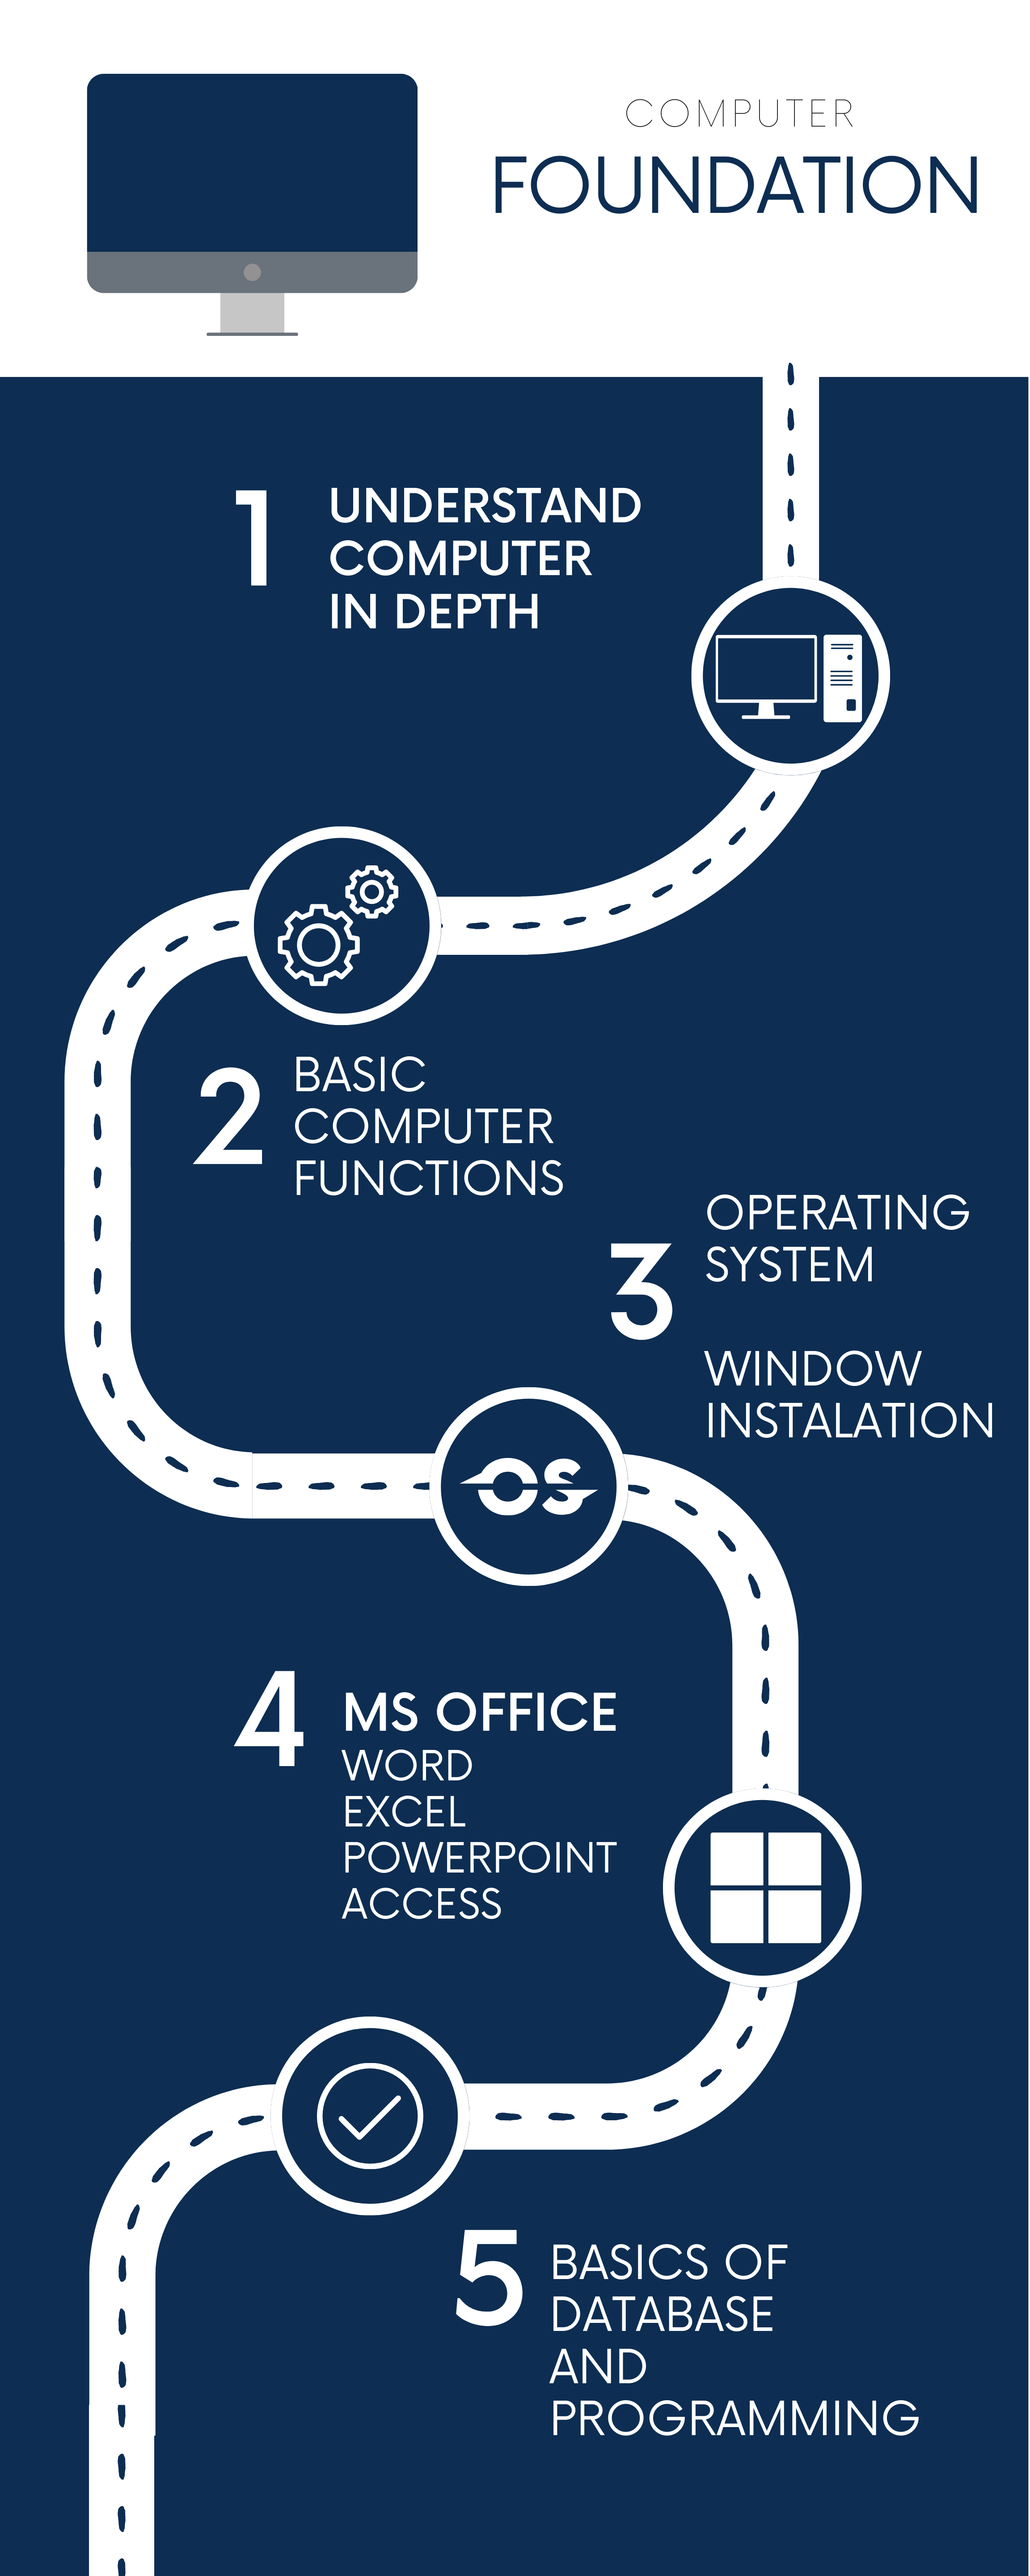 COMPUTER
FOUNDATION
1
UNDERSTAND
COMPUTER
IN DEPTH
2
BASIC
COMPUTER
FUNCTIONS
3
OPERATING
SYSTEM
WINDOW
INSTALATION
OS
4
MS OFFICE
WORD
EXCEL
POWERPOINT
ACCESS
5
BASICS OF
DATABASE
AND
PROGRAMMING